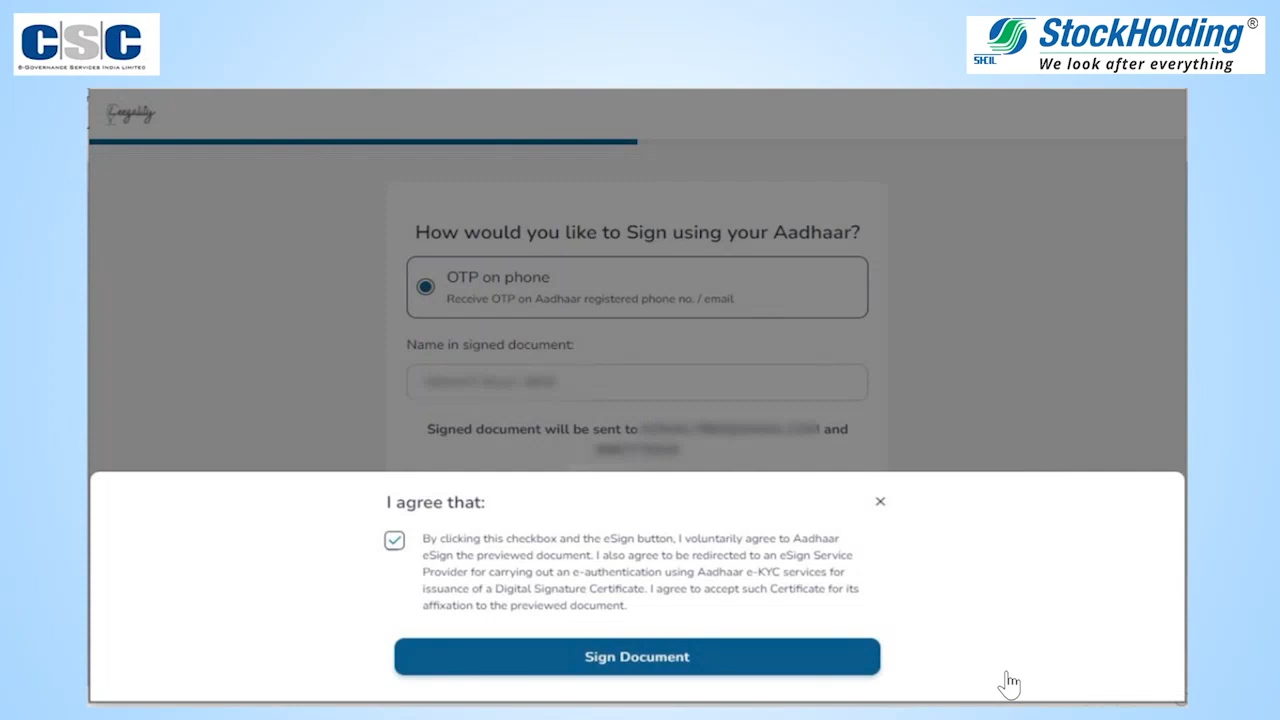 CSC
E-GOVERNANCE SERVICES INDIA LIMITED
StockHolding®
SHCIL
We look after everything
Leegality
How would you like to Sign using your Aadhaar?
OTP on phone
Receive OTP on Aadhaar registered phone no. / email
Name in signed document:
Signed document will be sent to and
I agree that:
By clicking this checkbox and the eSign button, I voluntarily agree to Aadhaar
eSign the previewed document. I also agree to be redirected to an eSign Service
Provider for carrying out an e-authentication using Aadhaar e-KYC services for
issuance of a Digital Signature Certificate. I agree to accept such Certificate for its
affixation to the previewed document.
Sign Document